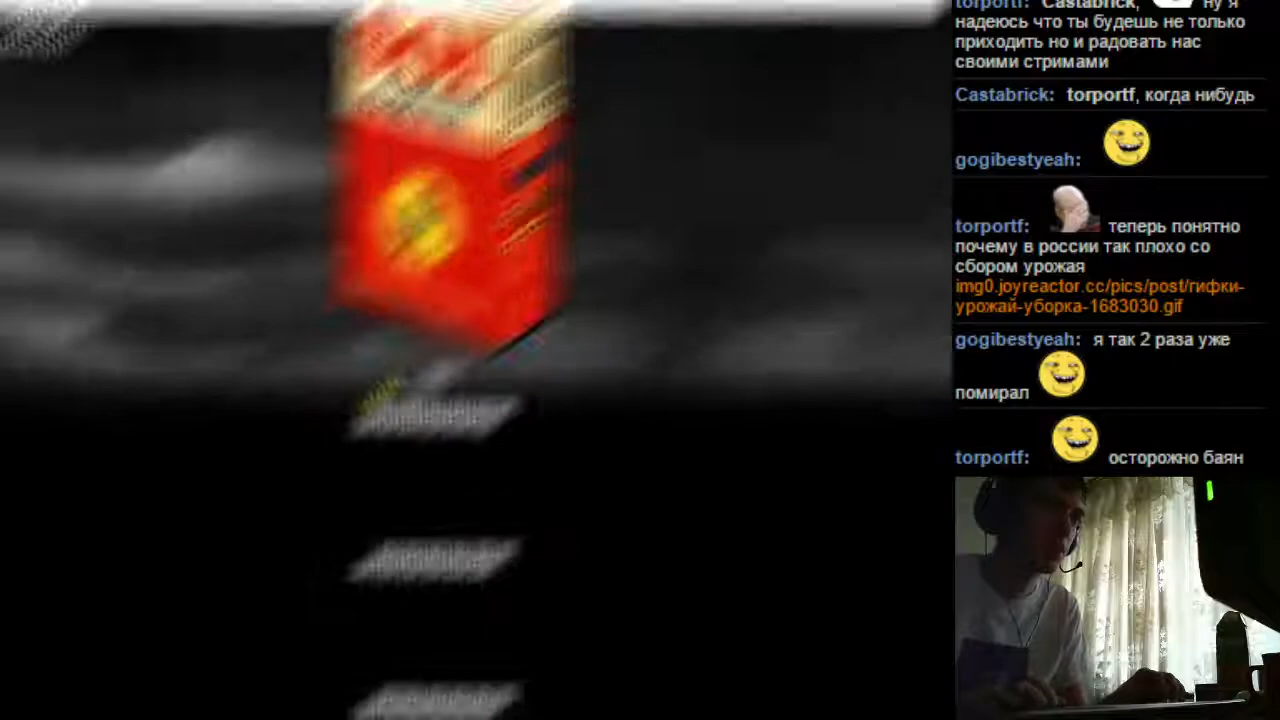 torportf: Castabrick, ну я
надеюсь что ты будешь не только
приходить но и радовать нас
своими стримами
Castabrick: torportf, когда нибудь
gogibestyeah:
torportf: теперь понятно
почему в россии так плохо со
сбором урожая
img0.joyreactor.cc/pics/post/гифки-
урожай-уборка-1683030.gif
gogibestyeah: я так 2 раза уже
помирал
torportf: осторожно баян